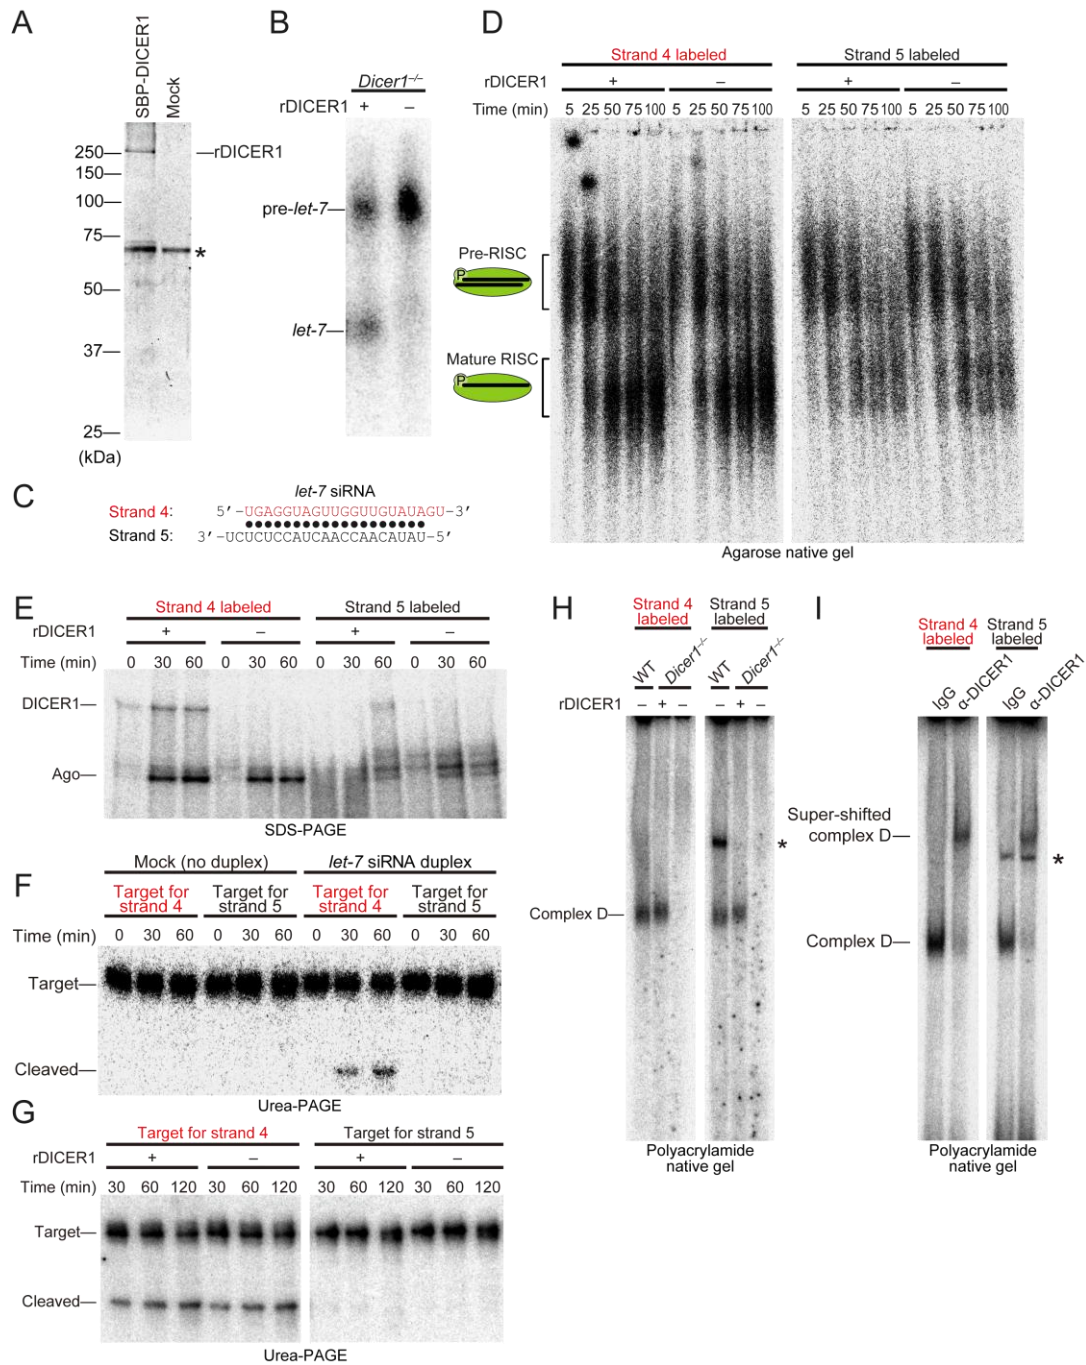 A
SBP-DICER1
Mock
250
150
100
75
50
37
25
(kDa)
rDICER1
*
B
Dicer1–/–
rDICER1 + –
pre-let-7
let-7
C
let-7 siRNA
Strand 4: 5′-UGAGGUAGUUGGUUGUAUAGU-3′
Strand 5: 3′-UCUCUCCAUCAACCAACAUAU-5′
D
Strand 4 labeled Strand 5 labeled
rDICER1 + – + –
Time (min) 5 25 50 75 100 5 25 50 75 100 5 25 50 75 100 5 25 50 75 100
Pre-RISC
P
Mature RISC
P
Agarose native gel
E
Strand 4 labeled Strand 5 labeled
rDICER1 + – + –
Time (min) 0 30 60 0 30 60 0 30 60 0 30 60
DICER1
Ago
SDS-PAGE
F
Mock (no duplex) let-7 siRNA duplex
Target for strand 4
Target for strand 5
Target for strand 4
Target for strand 5
Time (min) 0 30 60 0 30 60 0 30 60 0 30 60
Target
Cleaved
Urea-PAGE
G
Target for strand 4 Target for strand 5
rDICER1 + – + –
Time (min) 30 60 120 30 60 120 30 60 120 30 60 120
Target
Cleaved
Urea-PAGE
H
Strand 4 labeled
Strand 5 labeled
WT Dicer1–/– WT Dicer1–/–
rDICER1 – + – – + –
*
Complex D
Polyacrylamide
native gel
I
Strand 4 labeled
Strand 5 labeled
IgG α-DICER1 IgG α-DICER1
Super-shifted
complex D
*
Complex D
Polyacrylamide
native gel